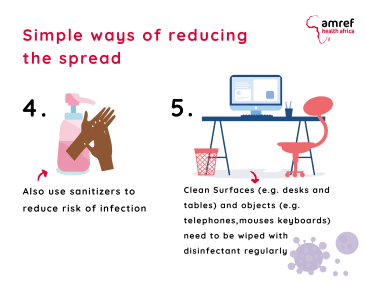 Simple ways of reducing
the spread
amref
health africa
4.
5.
Also use sanitizers to
reduce risk of infection
Clean Surfaces (e.g. desks and
tables) and objects (e.g.
telephones,mouses keyboards)
need to be wiped with
disinfectant regularly